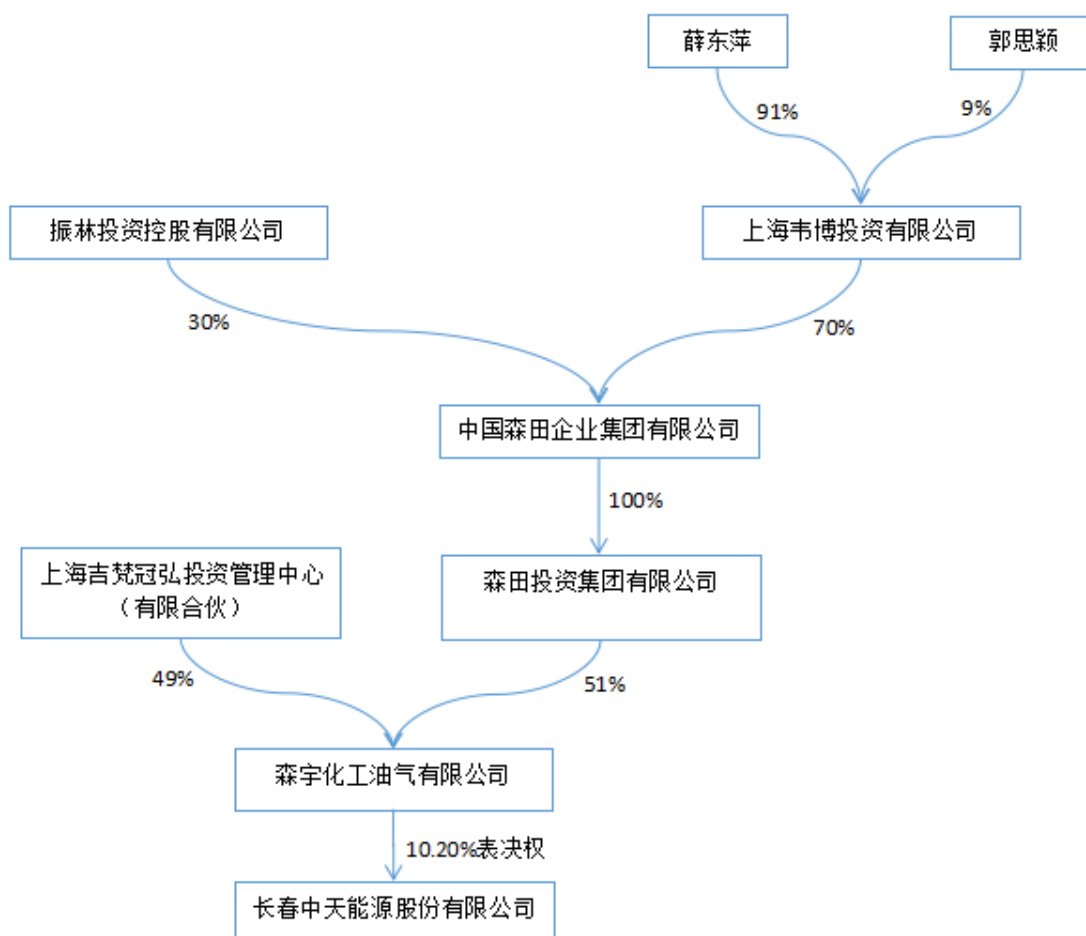 薛东萍
郭思颖
91%
9%
振林投资控股有限公司
上海韦博投资有限公司
30%
70%
中国森田企业集团有限公司
100%
上海吉梵冠弘投资管理中心
（有限合伙）
森田投资集团有限公司
49%
51%
森宇化工油气有限公司
10.20%表决权
长春中天能源股份有限公司